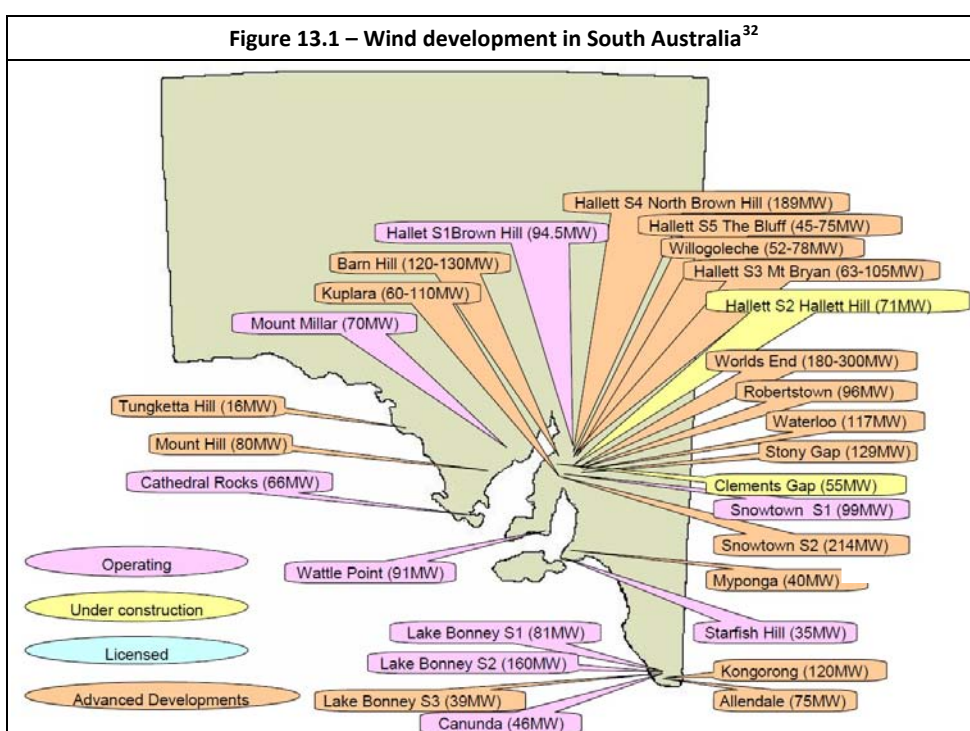 Figure 13.1 – Wind development in South Australia32
Hallett S4 North Brown Hill (189MW)
Hallet S1Brown Hill (94.5MW)
Hallett S5 The Bluff (45-75MW)
Willogoleche (52-78MW)
Barn Hill (120-130MW)
Hallett S3 Mt Bryan (63-105MW)
Kuplara (60-110MW)
Hallett S2 Hallett Hill (71MW)
Mount Millar (70MW)
Worlds End (180-300MW)
Robertstown (96MW)
Tungketta Hill (16MW)
Waterloo (117MW)
Mount Hill (80MW)
Stony Gap (129MW)
Cathedral Rocks (66MW)
Clements Gap (55MW)
Snowtown S1 (99MW)
Snowtown S2 (214MW)
Operating
Wattle Point (91MW)
Myponga (40MW)
Under construction
Lake Bonney S1 (81MW)
Starfish Hill (35MW)
Licensed
Lake Bonney S2 (160MW)
Kongorong (120MW)
Advanced Developments
Lake Bonney S3 (39MW)
Allendale (75MW)
Canunda (46MW)